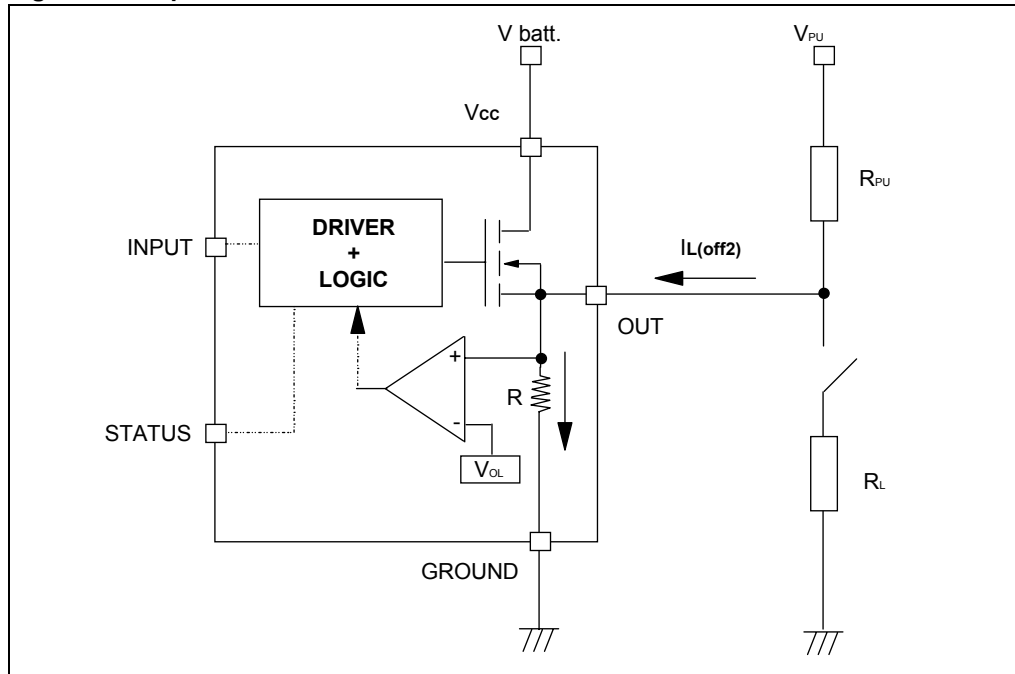 V batt.
VPU
Vcc
RPU
DRIVER
+
LOGIC
INPUT
IL(off2)
OUT
+
R
-
STATUS
VOL
RL
GROUND